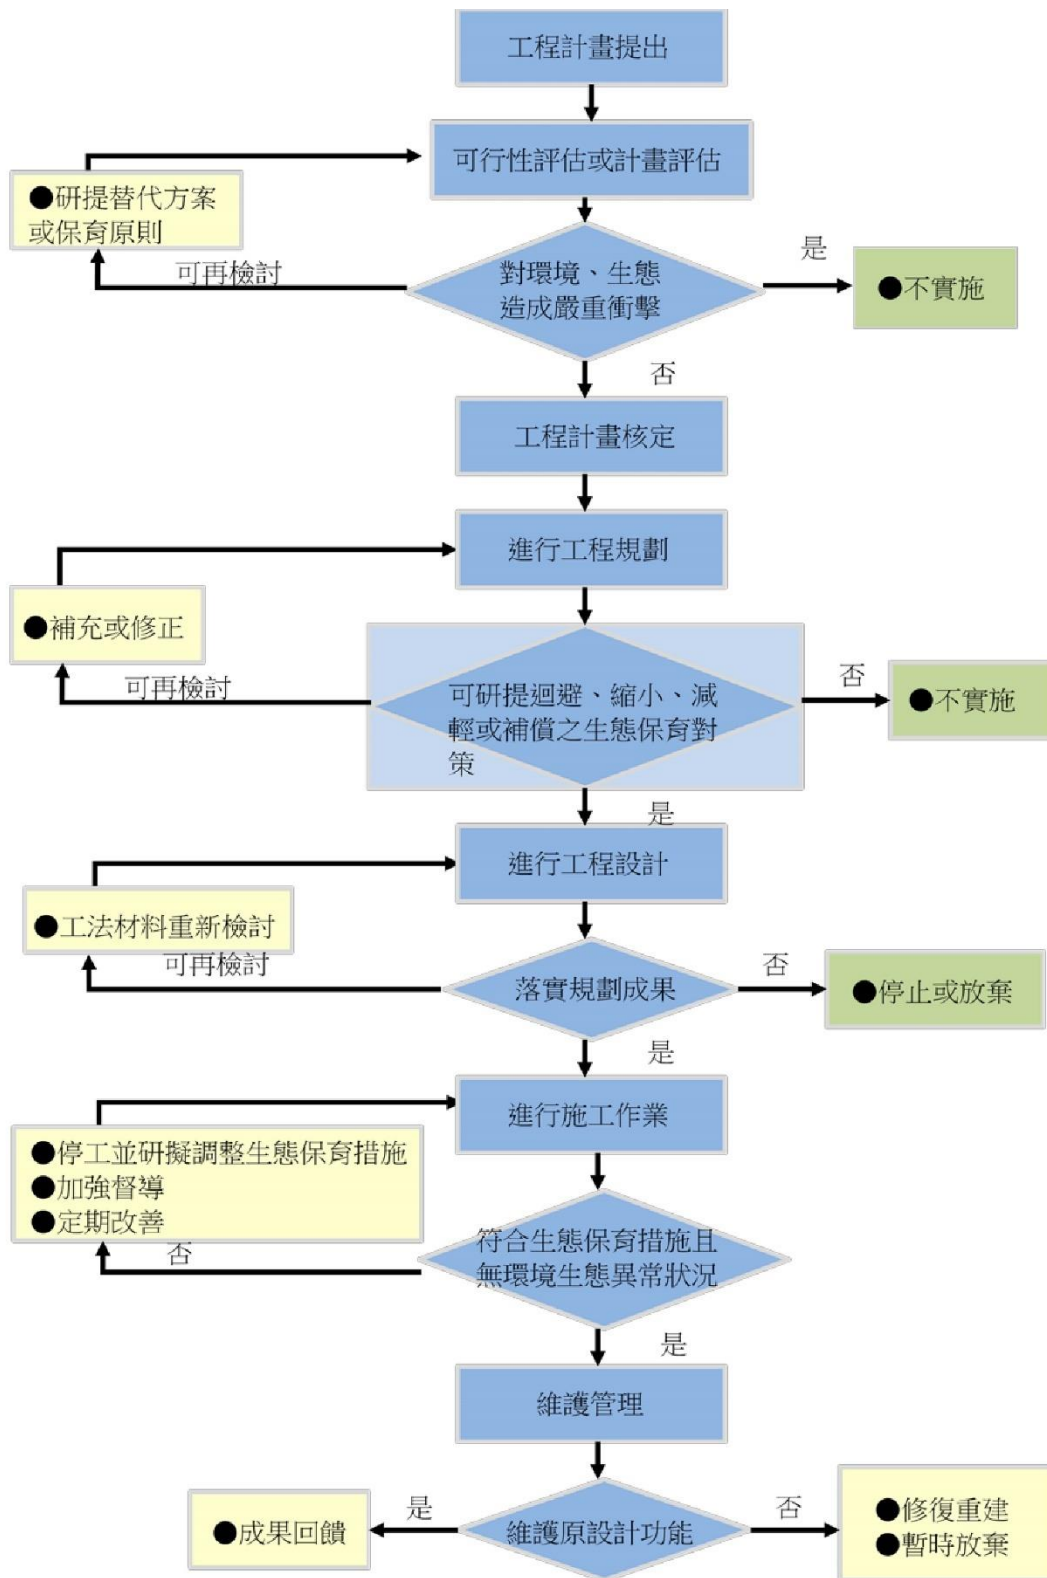 工程計畫提出
可行性評估或計畫評估
●研提替代方案
或保育原則
可再檢討
對環境、生態
造成嚴重衝擊
是
●不實施
否
工程計畫核定
進行工程規劃
●補充或修正
可再檢討
可研提迴避、縮小、減
輕或補償之生態保育對
策
否
●不實施
是
進行工程設計
●工法材料重新檢討
可再檢討
落實規劃成果
否
●停止或放棄
是
進行施工作業
●停工並研擬調整生態保育措施
●加強督導
●定期改善
否
符合生態保育措施且
無環境生態異常狀況
是
維護管理
●成果回饋
是
維護原設計功能
否
●修復重建
●暫時放棄